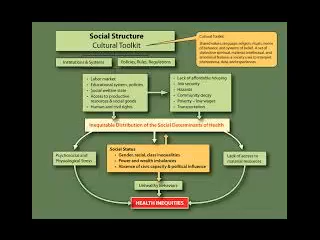 Social Structure
Cultural Toolkit
Cultural Toolkit
Institutions & Systems
Policies, Rules, Regulations
• Labor market
• Educational systems, policies
• Social welfare state
• Access to productive
resources & social goods
• Human and civil rights
• Lack of affordable housing
• Job security
• Hazards
• Community decay
• Poverty – low wages
• Transportation
Inequitable Distribution of the Social Determinants of Health
Social Status
• Gender, racial, class inequalities
• Power and wealth imbalances
• Absence of civic capacity & political influence
Psychosocial and
Physiological Stress
Lack of access to
material resources
Unhealthy Behaviors
HEALTH INEQUITIES